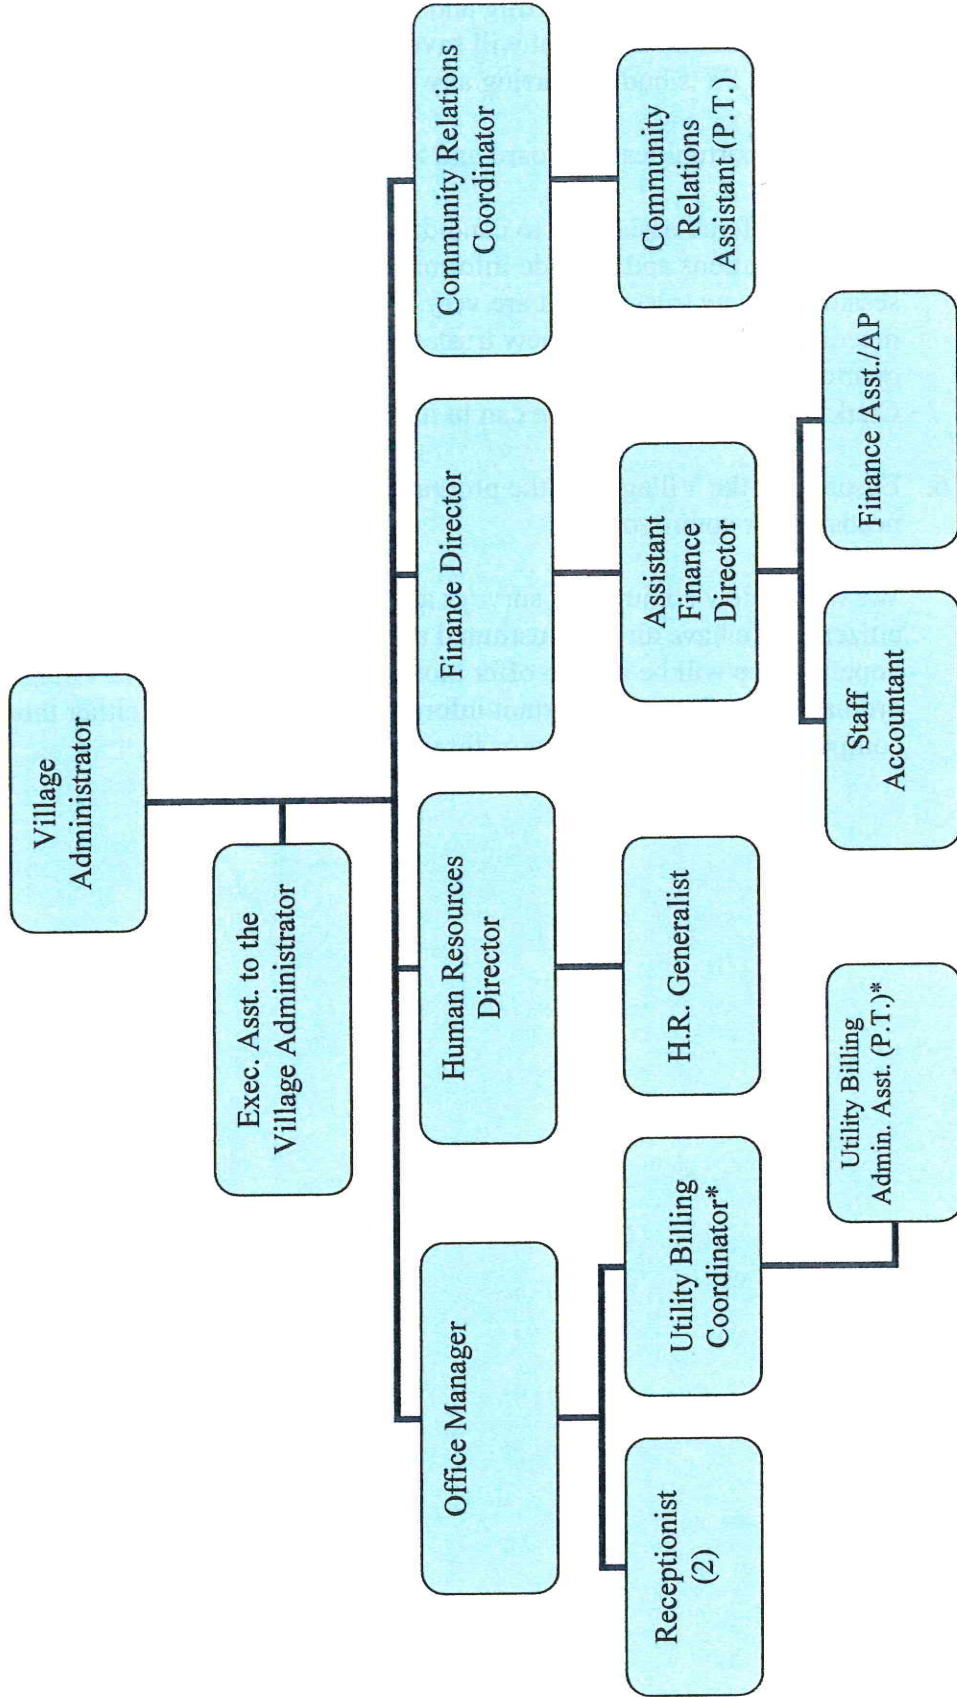 Village
Administrator
Exec. Asst. to the
Village Administrator
Office Manager
Human Resources
Director
Finance Director
Community Relations
Coordinator
Receptionist
(2)
Utility Billing
Coordinator*
H.R. Generalist
Assistant
Finance
Director
Community
Relations
Assistant (P.T.)
Utility Billing
Admin. Asst. (P.T.)*
Staff
Accountant
Finance Asst./AP